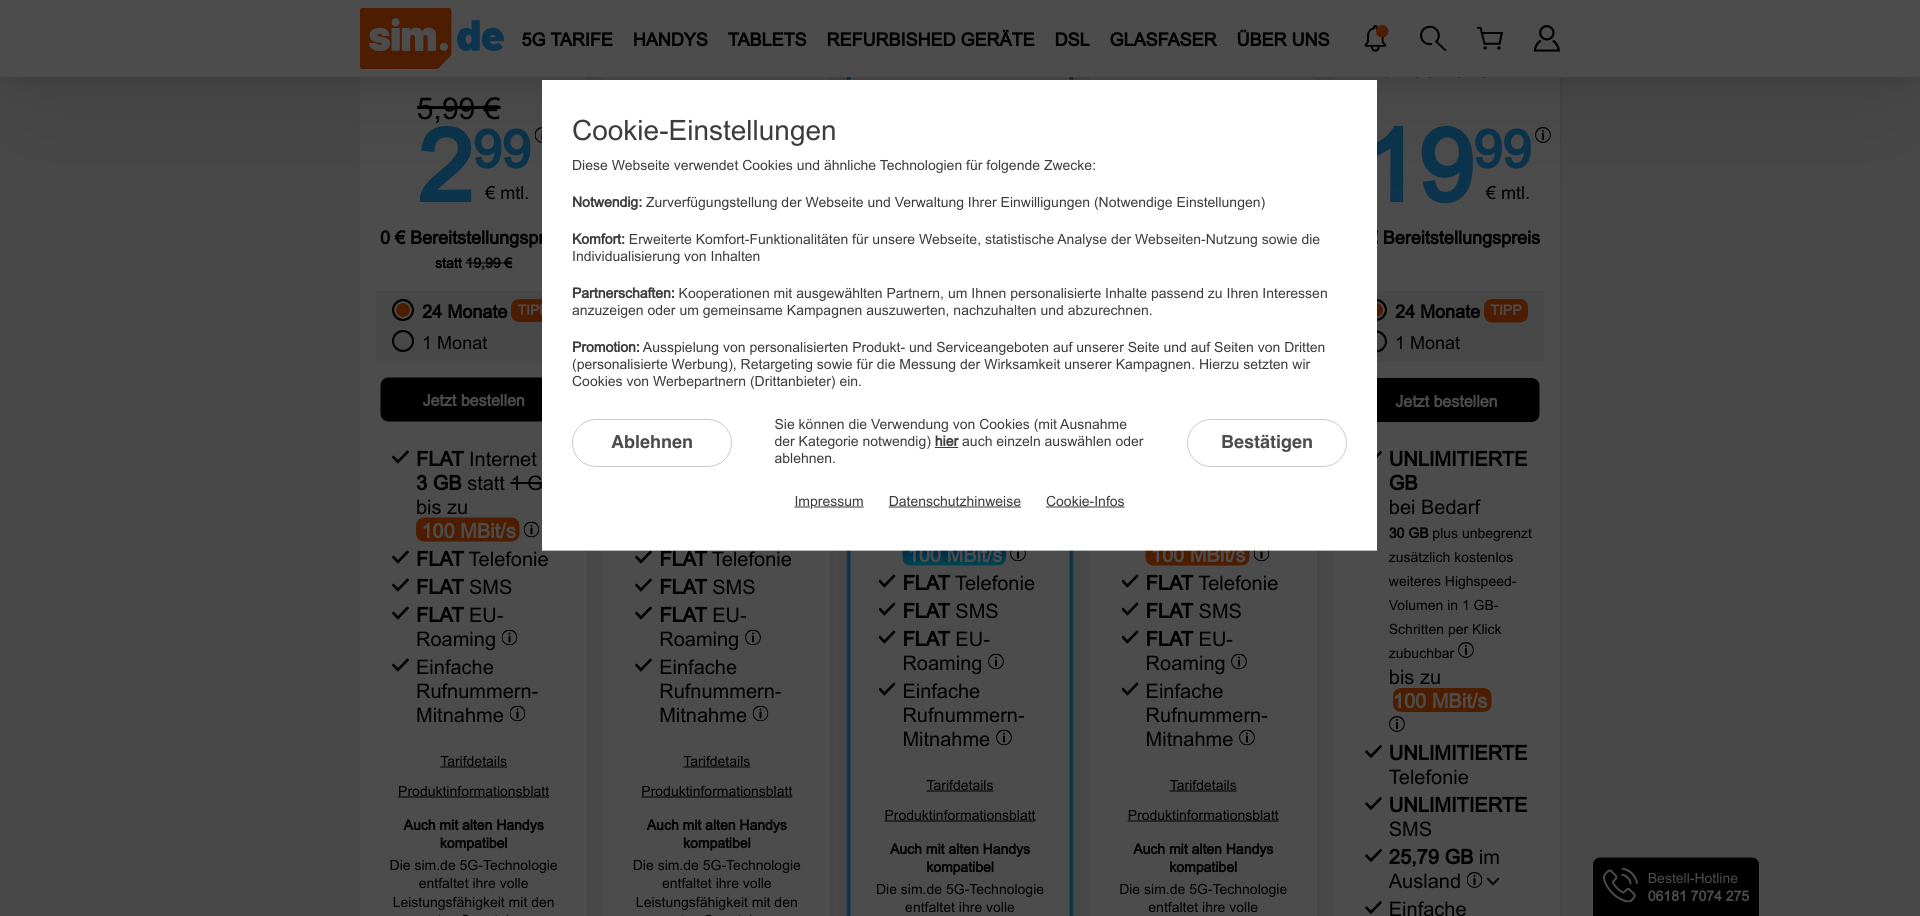 sim.de
5G TARIFE
HANDYS
TABLETS
REFURBISHED GERÄTE
DSL
GLASFASER
ÜBER UNS
Cookie-Einstellungen
Diese Webseite verwendet Cookies und ähnliche Technologien für folgende Zwecke:
Notwendig: Zurverfügungstellung der Webseite und Verwaltung Ihrer Einwilligungen (Notwendige Einstellungen)
Komfort: Erweiterte Komfort-Funktionalitäten für unsere Webseite, statistische Analyse der Webseiten-Nutzung sowie die
Individualisierung von Inhalten
Partnerschaften: Kooperationen mit ausgewählten Partnern, um Ihnen personalisierte Inhalte passend zu Ihren Interessen
anzuzeigen oder um gemeinsame Kampagnen auszuwerten, nachzuhalten und abzurechnen.
Promotion: Ausspielung von personalisierten Produkt- und Serviceangeboten auf unserer Seite und auf Seiten von Dritten
(personalisierte Werbung), Retargeting sowie für die Messung der Wirksamkeit unserer Kampagnen. Hierzu setzten wir
Cookies von Werbepartnern (Drittanbieter) ein.
Ablehnen
Sie können die Verwendung von Cookies (mit Ausnahme
der Kategorie notwendig) hier auch einzeln auswählen oder
ablehnen.
Bestätigen
Impressum
Datenschutzhinweise
Cookie-Infos
5,99 €
2 99
€ mtl.
0 € Bereitstellungspr
statt 19,99 €
24 Monate TIP
1 Monat
Jetzt bestellen
FLAT Internet
3 GB statt 1 G
bis zu
100 MBit/s
FLAT Telefonie
FLAT SMS
FLAT EU-
Roaming
Einfache
Rufnummern-
Mitnahme
Tarifdetails
Produktinformationsblatt
Auch mit alten Handys
kompatibel
Die sim.de 5G-Technologie
entfaltet ihre volle
Leistungsfähigkeit mit den
FLAT Telefonie
FLAT SMS
FLAT EU-
Roaming
Einfache
Rufnummern-
Mitnahme
Tarifdetails
Produktinformationsblatt
Auch mit alten Handys
kompatibel
Die sim.de 5G-Technologie
entfaltet ihre volle
Leistungsfähigkeit mit den
100 MBit/s
FLAT Telefonie
FLAT SMS
FLAT EU-
Roaming
Einfache
Rufnummern-
Mitnahme
Tarifdetails
Produktinformationsblatt
Auch mit alten Handys
kompatibel
Die sim.de 5G-Technologie
entfaltet ihre volle
100 MBit/s
FLAT Telefonie
FLAT SMS
FLAT EU-
Roaming
Einfache
Rufnummern-
Mitnahme
Tarifdetails
Produktinformationsblatt
Auch mit alten Handys
kompatibel
Die sim.de 5G-Technologie
entfaltet ihre volle
19 99
€ mtl.
€ Bereitstellungspreis
24 Monate TIPP
1 Monat
Jetzt bestellen
UNLIMITIERTE
GB
bei Bedarf
30 GB plus unbegrenzt
zusätzlich kostenlos
weiteres Highspeed-
Volumen in 1 GB-
Schritten per Klick
zubuchbar
bis zu
100 MBit/s
UNLIMITIERTE
Telefonie
UNLIMITIERTE
SMS
25,79 GB im
Ausland
Einfache
Bestell-Hotline
06181 7074 275